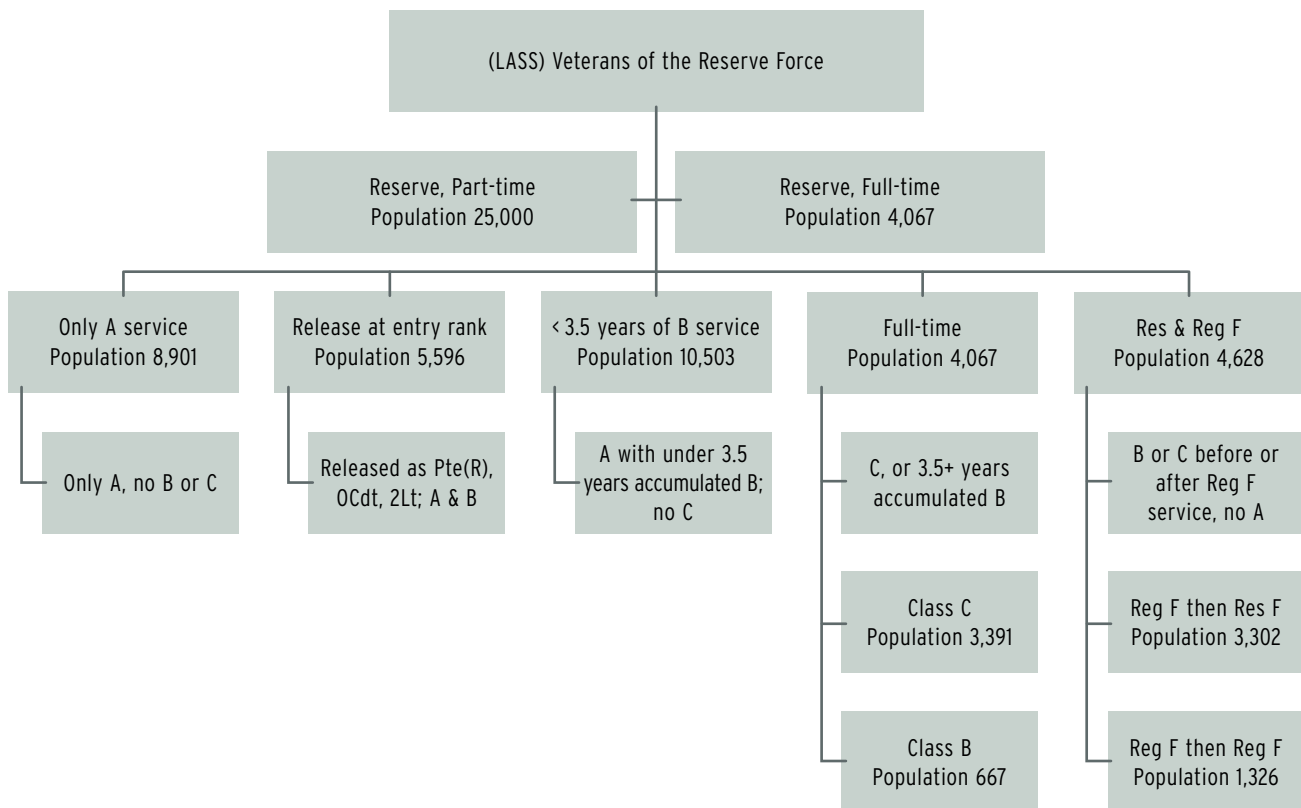 (LASS) Veterans of the Reserve Force
Reserve, Part-time
Population 25,000
Reserve, Full-time
Population 4,067
Only A service
Population 8,901
Release at entry rank
Population 5,596
< 3.5 years of B service
Population 10,503
Full-time
Population 4,067
Res & Reg F
Population 4,628
Only A, no B or C
Released as Pte(R),
OCdt, 2Lt; A & B
A with under 3.5
years accumulated B;
no C
C, or 3.5+ years
accumulated B
B or C before or
after Reg F
service, no A
Class C
Population 3,391
Reg F then Res F
Population 3,302
Class B
Population 667
Reg F then Reg F
Population 1,326